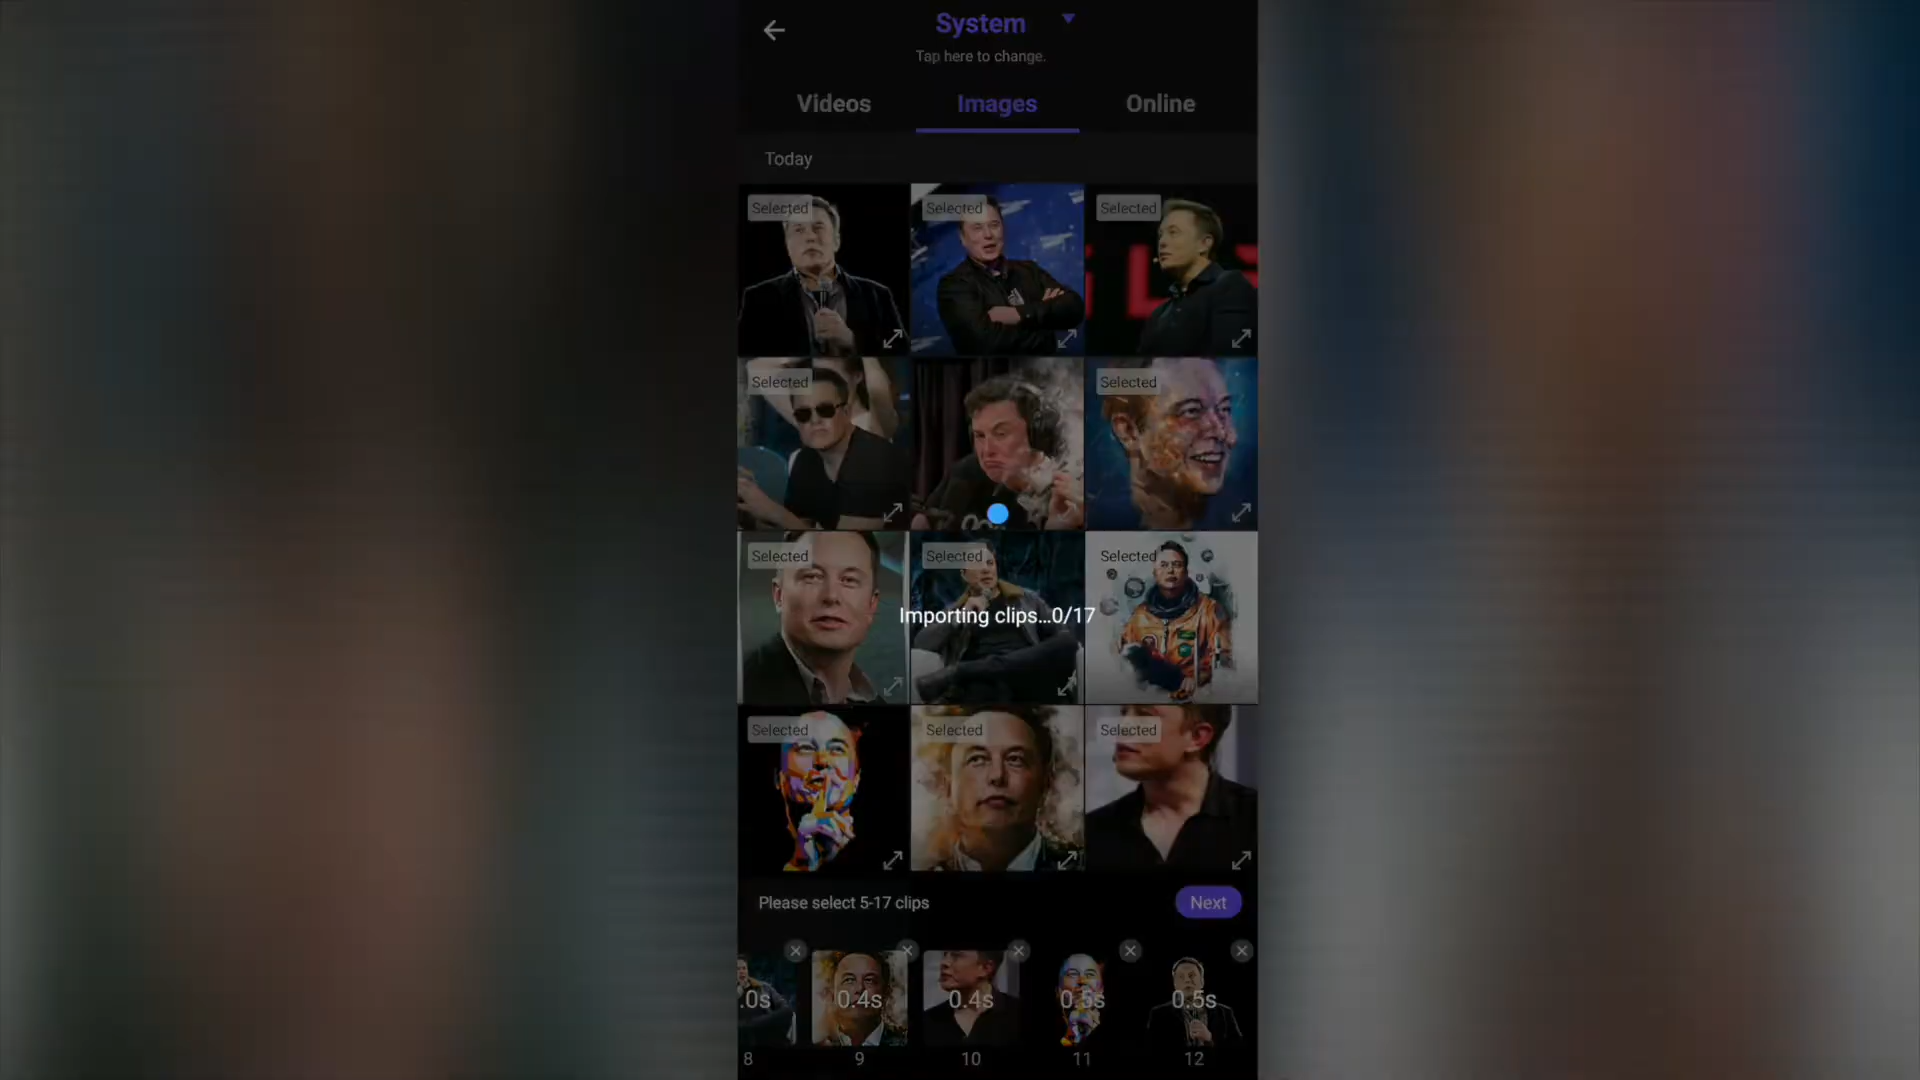 System
Tap here to change.
Videos
Images
Online
Today
Selected
Selected
Selected
Selected
Selected
Selected
Selected
Selected
Importing clips...0/17
Selected
Selected
Selected
Please select 5-17 clips
Next
.0s
0.4s
0.4s
0.5s
0.5s
8
9
10
11
12